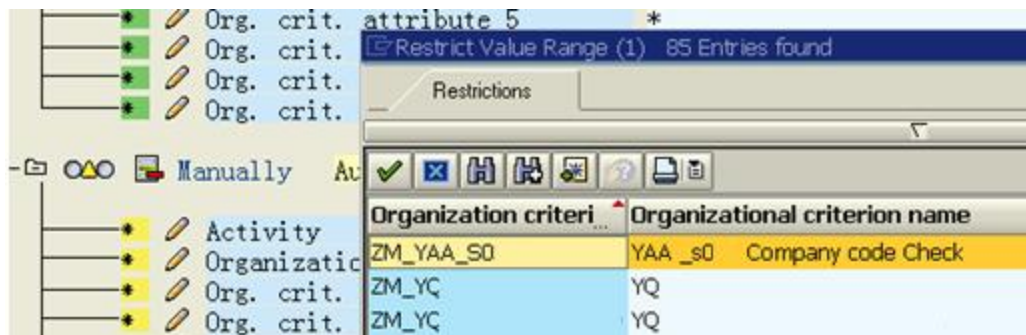 Org. crit. attribute 5 *
Org. crit.
Org. crit.
Org. crit.
Restrict Value Range (1) 85 Entries found
Restrictions
Manually Au
Activity
Organizatio
Org. crit.
Org. crit.
Organization criteri... Organizational criterion name
ZM_YAA_S0 YAA _s0 Company code Check
ZM_YQ YQ
ZM_YQ YQ